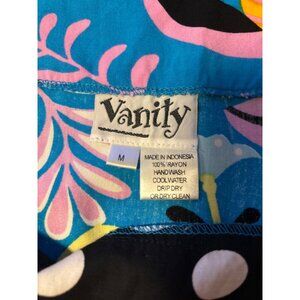 Vanity
M
MADE IN INDONESIA
100% RAYON
HAND WASH
COOL WATER
DRIP DRY
OR DRY CLEAN